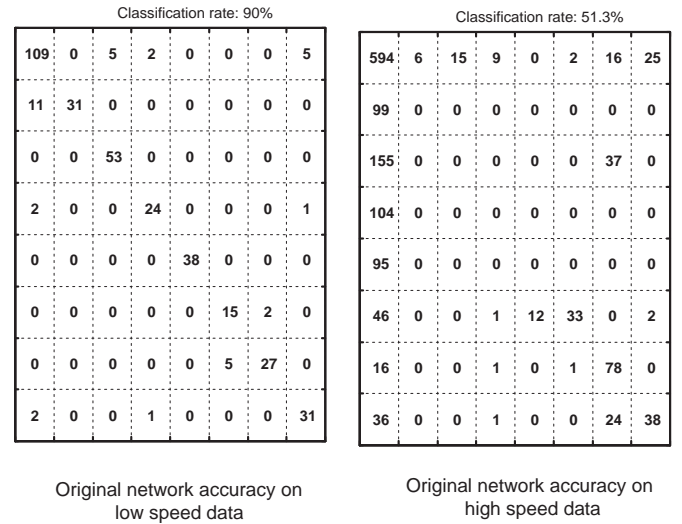 Classification rate: 90%
109 0 5 2 0 0 0 5
11 31 0 0 0 0 0 0
0 0 53 0 0 0 0 0
2 0 0 24 0 0 0 1
0 0 0 0 38 0 0 0
0 0 0 0 0 15 2 0
0 0 0 0 0 5 27 0
2 0 0 1 0 0 0 31
Original network accuracy on
low speed data
Classification rate: 51.3%
594 6 15 9 0 2 16 25
99 0 0 0 0 0 0 0
155 0 0 0 0 0 37 0
104 0 0 0 0 0 0 0
95 0 0 0 0 0 0 0
46 0 0 1 12 33 0 2
16 0 0 1 0 1 78 0
36 0 0 1 0 0 24 38
Original network accuracy on
high speed data